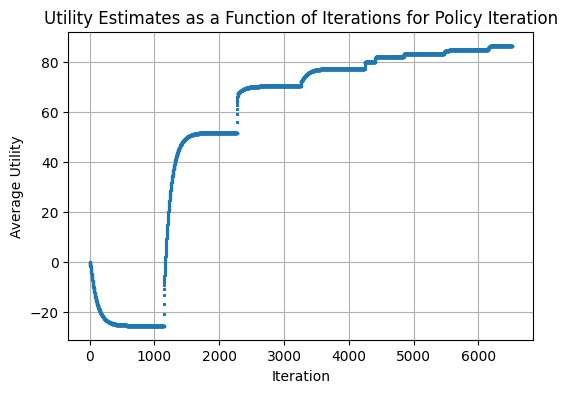 Utility Estimates as a Function of Iterations for Policy Iteration
80
60
40
20
0
−20
Average Utility
0 1000 2000 3000 4000 5000 6000
Iteration